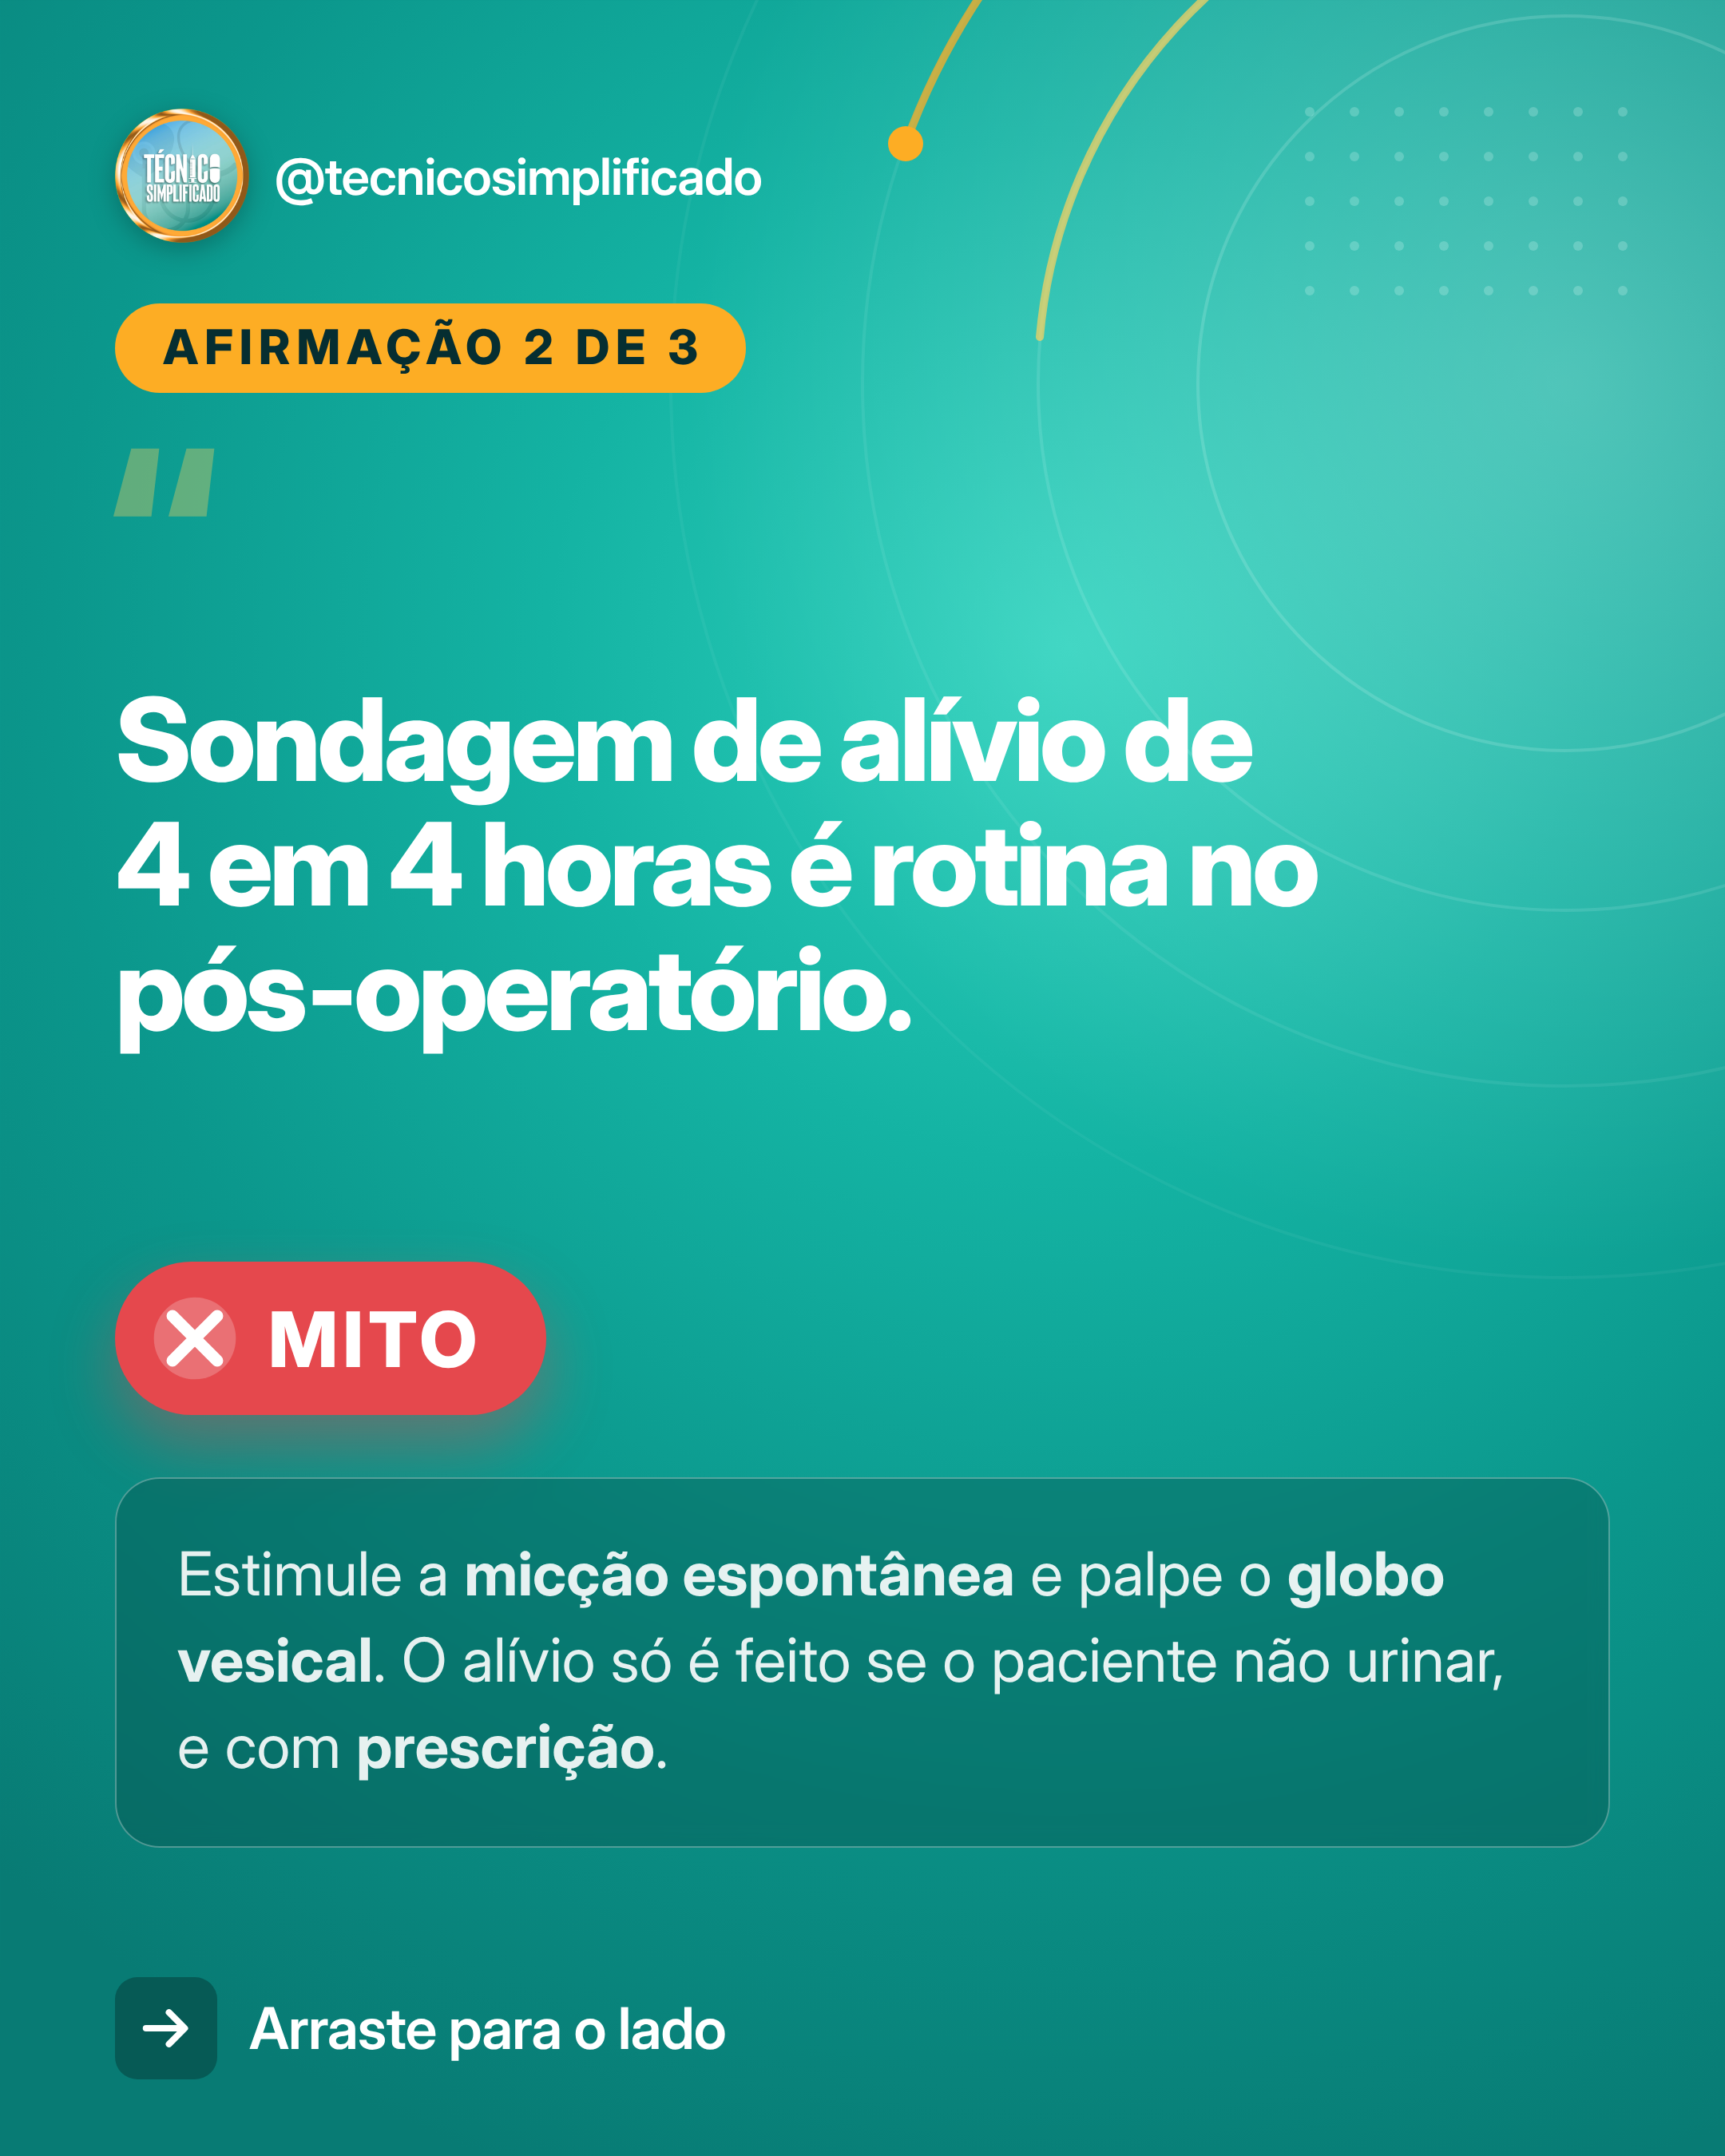 TÉCNICO
SIMPLIFICADO
@tecnicosimplificado
AFIRMAÇÃO 2 DE 3
"
Sondagem de alívio de
4 em 4 horas é rotina no
pós-operatório.
MITO
Estimule a micção espontânea e palpe o globo
vesical. O alívio só é feito se o paciente não urinar,
e com prescrição.
Arraste para o lado